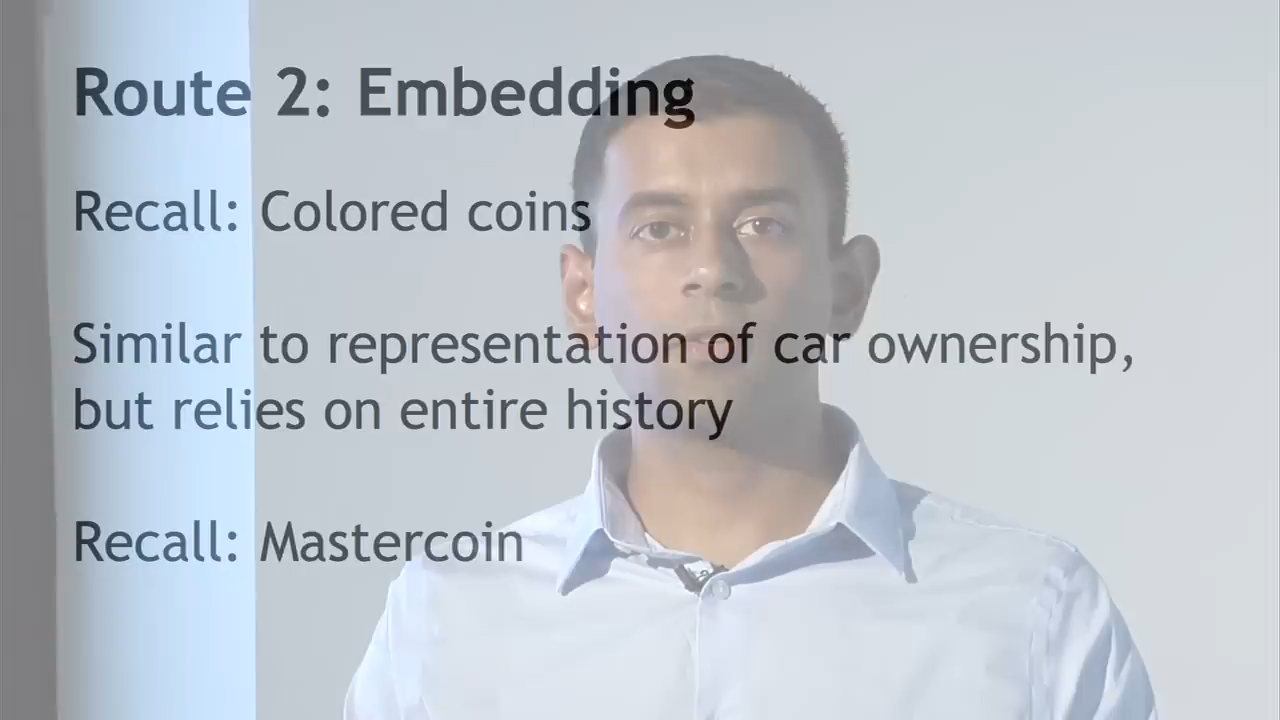 Route 2: Embedding
Recall: Colored coins
Similar to representation of car ownership,
but relies on entire history
Recall: Mastercoin